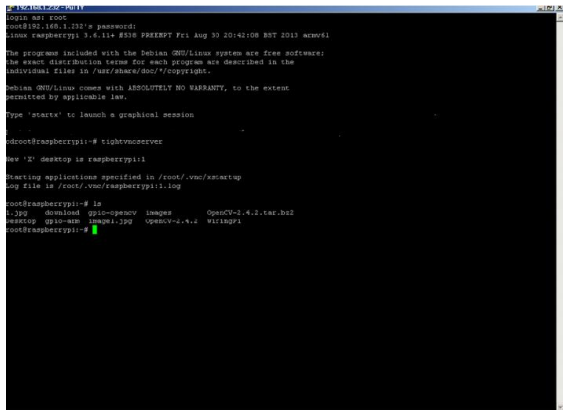 192.168.1.232 - PuTTY
login as: root
root@192.168.1.232's password:
Linux raspberrypi 3.6.11+ #538 PREEMPT Fri Aug 30 20:42:08 BST 2013 armv6l
The programs included with the Debian GNU/Linux system are free software;
the exact distribution terms for each program are described in the
individual files in /usr/share/doc/*/copyright.
Debian GNU/Linux comes with ABSOLUTELY NO WARRANTY, to the extent
permitted by applicable law.
Type 'startx' to launch a graphical session
cdroot@raspberrypi:~# tightvncserver
New 'X' desktop is raspberrypi:1
Starting applications specified in /root/.vnc/xstartup
Log file is /root/.vnc/raspberrypi:1.log
root@raspberrypi:~# ls
1.jpg download gpio-opencv images OpenCV-2.4.2.tar.bz2
Desktop gpio-arm image1.jpg OpenCV-2.4.2 wiringPi
root@raspberrypi:~#